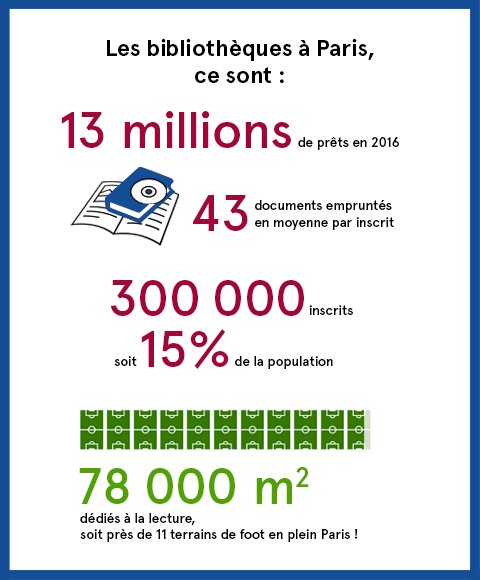 Les bibliothèques à Paris,
ce sont :
13 millions de prêts en 2016
43 documents empruntés
en moyenne par inscrit
300 000 inscrits
soit 15% de la population
78 000 m²
dédiés à la lecture,
soit près de 11 terrains de foot en plein Paris !